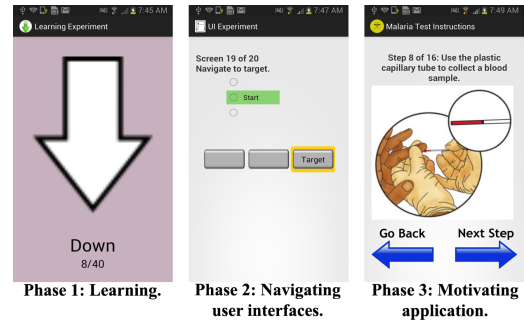 7:45 AM
Learning Experiment
Down
8/40
Phase 1: Learning.
7:47 AM
UI Experiment
Screen 19 of 20
Navigate to target.
Start
Target
Phase 2: Navigating
user interfaces.
7:49 AM
Malaria Test Instructions
Step 8 of 16: Use the plastic
capillary tube to collect a blood
sample.
Go Back Next Step
Phase 3: Motivating
application.